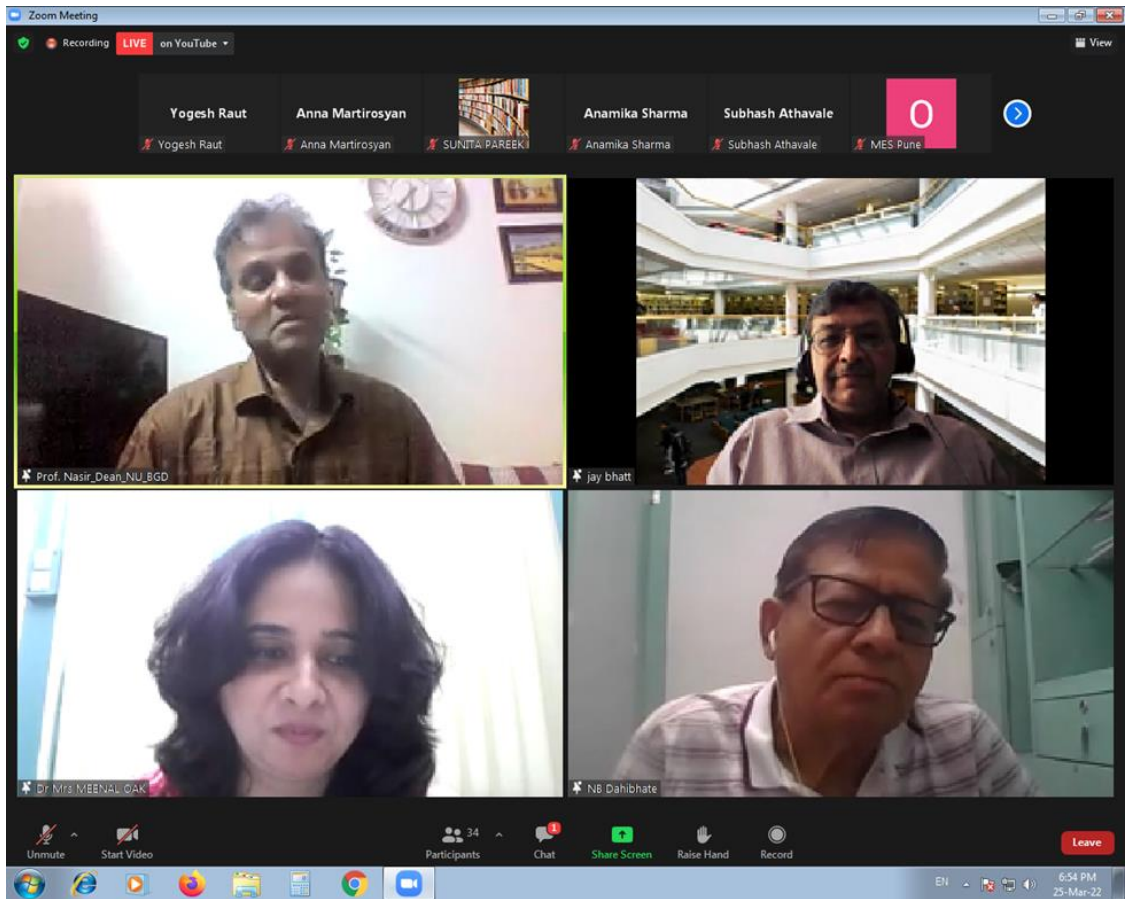 Zoom Meeting
Recording LIVE on YouTube
View
Yogesh Raut Anna Martirosyan Anamika Sharma Subhash Athavale O
Yogesh Raut Anna Martirosyan SUNITA PAREEK Anamika Sharma Subhash Athavale MES Pune
Prof. Nasir_Dean_NU_BGD jay bhatt
Dr Mrs MEENAL OAK NB Dahibhate
34 1
Unmute Start Video Participants Chat Share Screen Raise Hand Record Leave
EN 6:54 PM
25-Mar-22